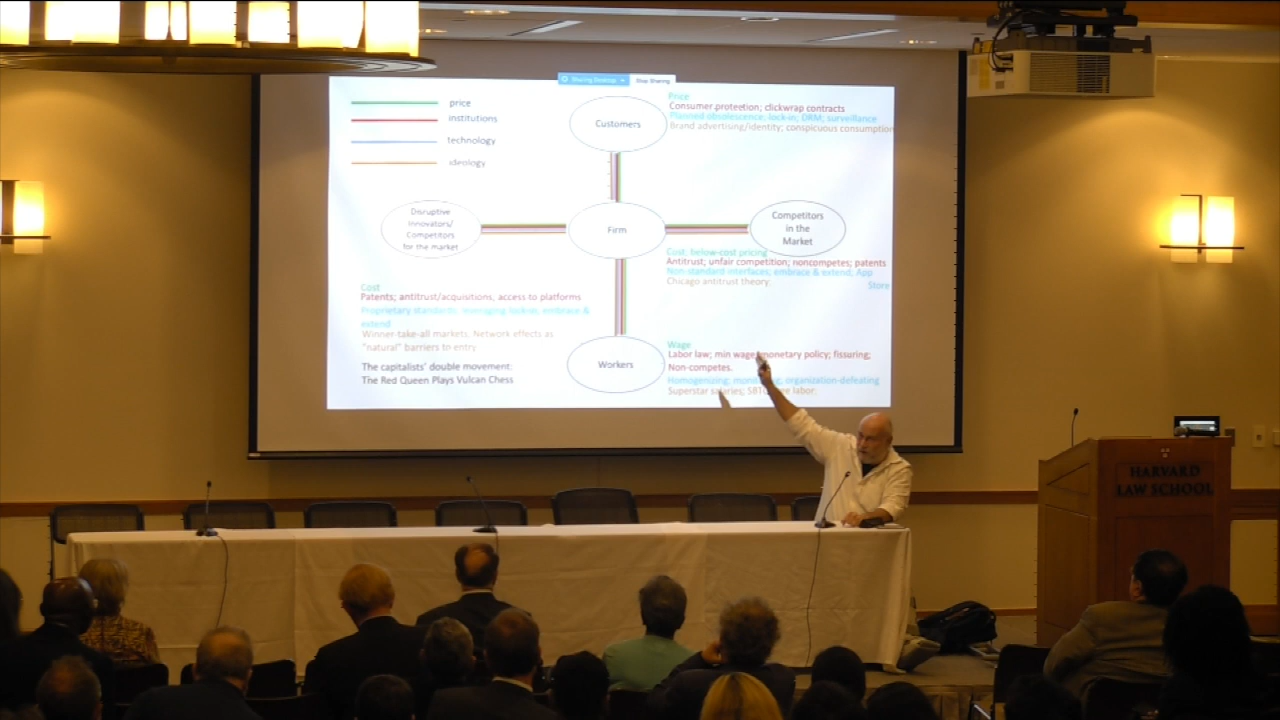 Sharing Desktop
Stop Sharing
price
institutions
technology
ideology
Customers
Price
Consumer protection; clickwrap contracts
Planned obsolescence; lock-in; DRM; surveillance
Brand advertising/identity; conspicuous consumption
Disruptive
Innovators/
Competitors
for the market
Firm
Competitors
in the
Market
Cost, below-cost pricing
Antitrust; unfair competition; noncompetes; patents
Non-standard interfaces; embrace & extend; App
Store
Chicago antitrust theory;
Cost
Patents; antitrust/acquisitions, access to platforms
Proprietary standards; leveraging lock-in, embrace &
extend
Winner-take-all markets. Network effects as
"natural" barriers to entry
The capitalists' double movement:
The Red Queen Plays Vulcan Chess
Workers
Wage
Labor law; min wage; monetary policy; fissuring;
Non-competes.
Homogenizing; organization-defeating
Superstar salaries; labor.
HARVARD
LAW SCHOOL